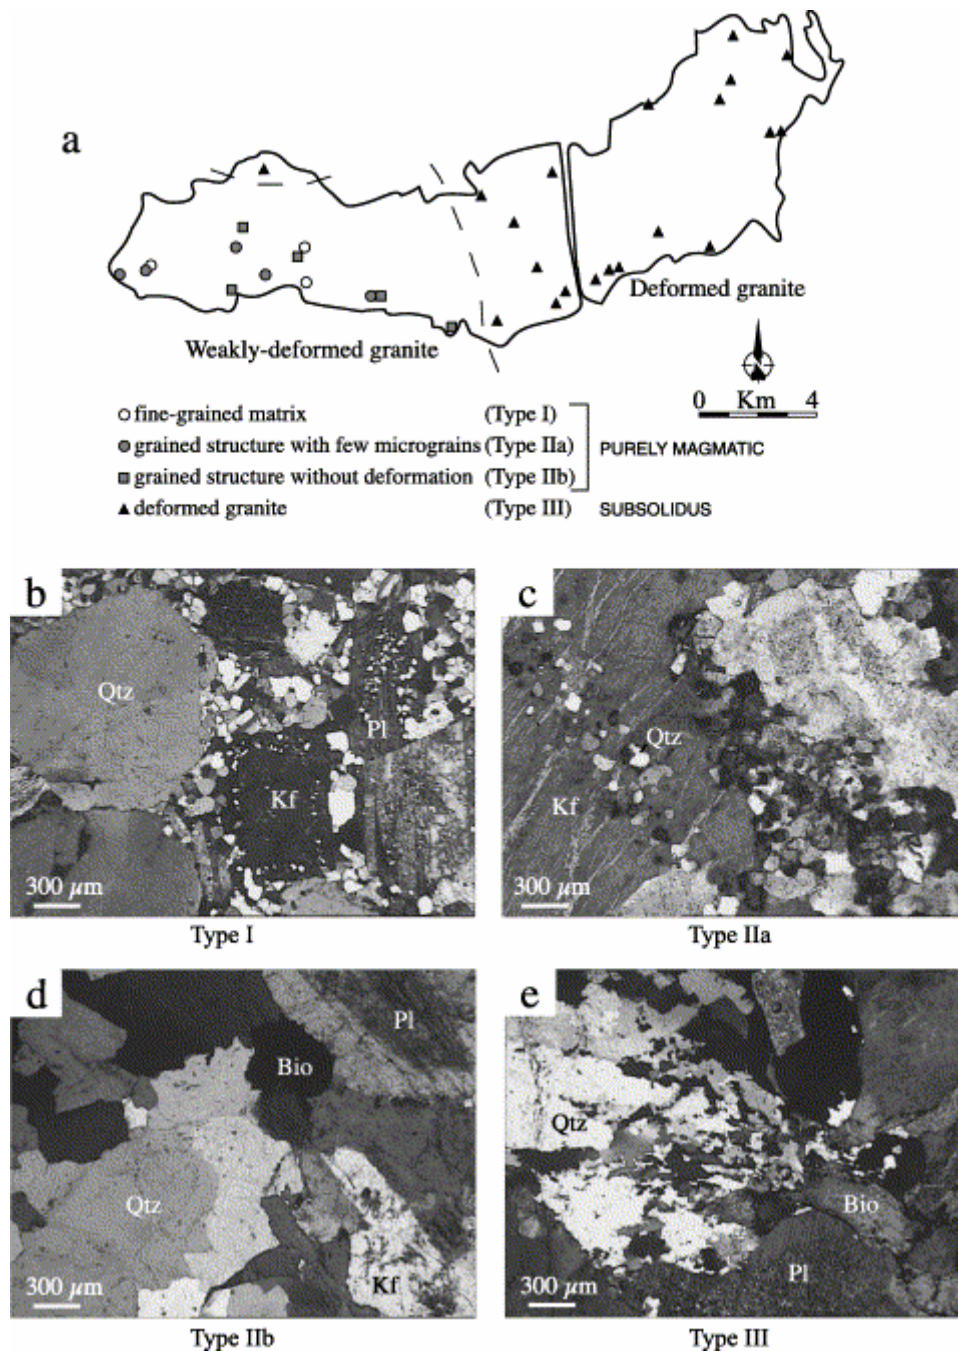 a
Deformed granite
Weakly-deformed granite
0 Km 4
fine-grained matrix (Type I)
grained structure with few micrograins (Type IIa) PURELY MAGMATIC
grained structure without deformation (Type IIb)
deformed granite (Type III) SUBSOLIDUS
b
Qtz
Pl
Kf
300 µm
Type I
c
Qtz
Kf
300 µm
Type IIa
d
Pl
Bio
Qtz
Kf
300 µm
Type IIb
e
Qtz
Bio
Pl
300 µm
Type III